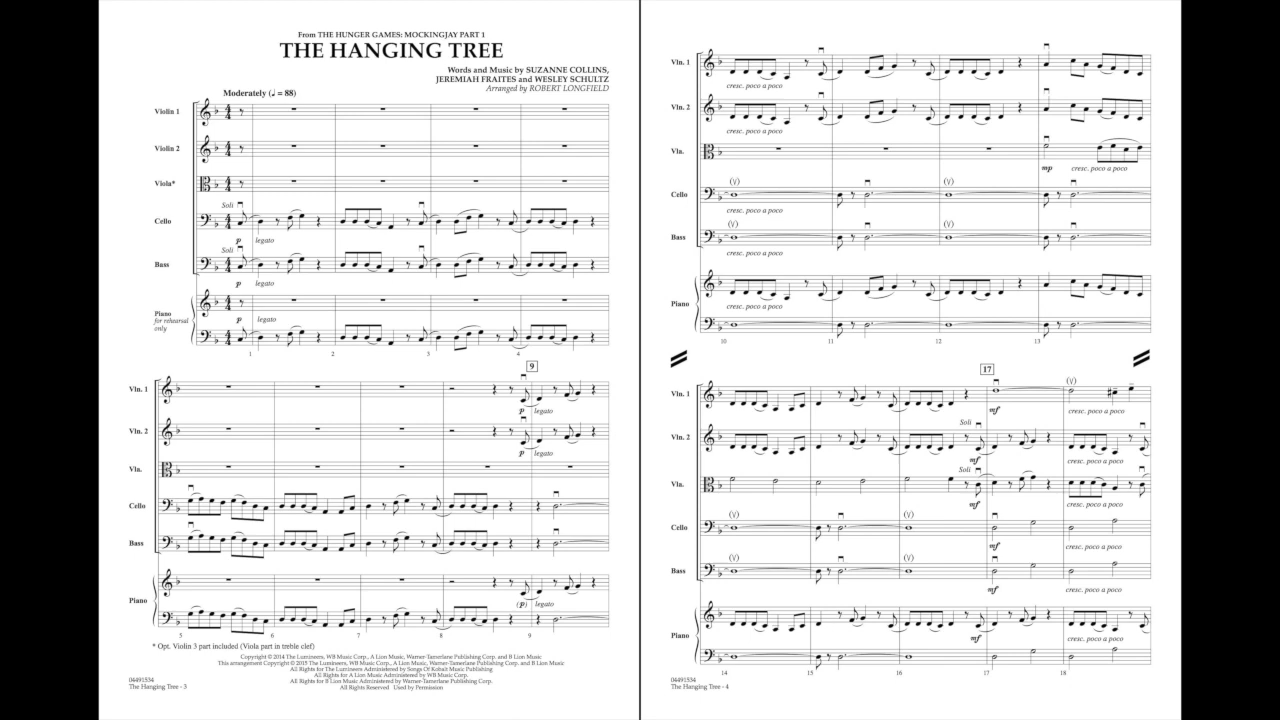 From THE HUNGER GAMES: MOCKINGJAY PART 1
THE HANGING TREE
Words and Music by SUZANNE COLLINS,
JEREMIAH FRAITES and WESLEY SCHULTZ
Arranged by ROBERT LONGFIELD
Moderately (♩ = 88)
Violin 1
Violin 2
Viola*
Soli
Cello
p legato
Soli
Bass
p legato
Piano
for rehearsal
only
p legato
1 2 3 4
9
Vln. 1
p legato
Vln. 2
p legato
Vla.
Cello
Bass
Piano
(p) legato
5 6 7 8 9
* Opt. Violin 3 part included (Viola part in treble clef)
Copyright © 2014 The Lumineers, WB Music Corp., A Lion Music, Warner-Tamerlane Publishing Corp. and B Lion Music
This arrangement Copyright © 2015 The Lumineers, WB Music Corp., A Lion Music, Warner-Tamerlane Publishing Corp. and B Lion Music
All Rights for The Lumineers Administered by Songs Of Kobalt Music Publishing
All Rights for A Lion Music Administered by WB Music Corp.
All Rights for B Lion Music Administered by Warner-Tamerlane Publishing Corp.
All Rights Reserved Used by Permission
04491534
The Hanging Tree - 3
Vln. 1
cresc. poco a poco
Vln. 2
cresc. poco a poco
Vla.
mp cresc. poco a poco
Cello
cresc. poco a poco
Bass
cresc. poco a poco
Piano
cresc. poco a poco
10 11 12 13
17
Vln. 1
mf cresc. poco a poco
Soli
Vln. 2
mf cresc. poco a poco
Soli
Vla.
mf cresc. poco a poco
Cello
mf cresc. poco a poco
Bass
mf cresc. poco a poco
Piano
mf cresc. poco a poco
14 15 16 17 18
04491534
The Hanging Tree - 4